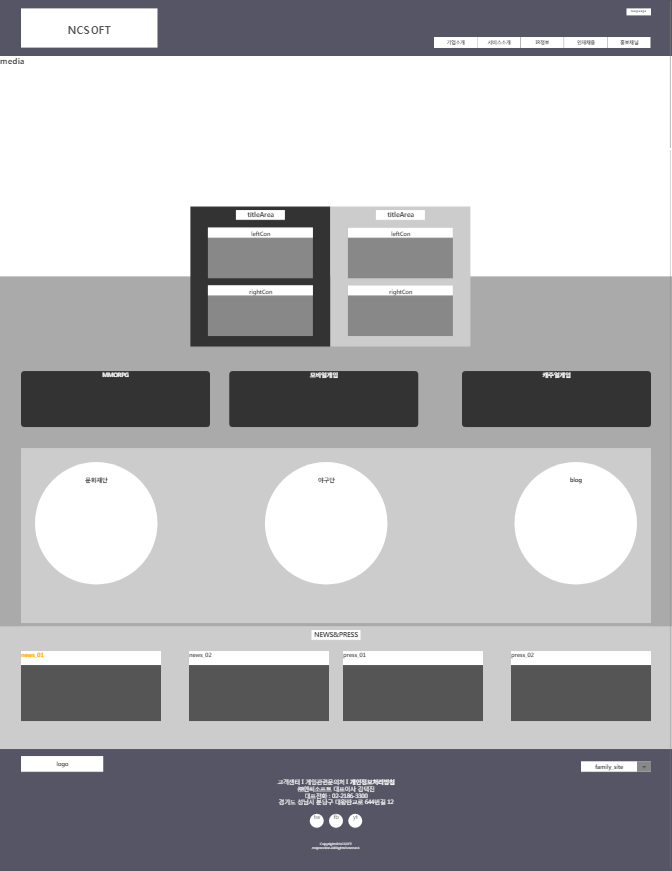 NCSOFT
language
기업소개 서비스소개 IR정보 인재채용 홍보채널
media
titleArea titleArea
leftCon leftCon
rightCon rightCon
MMORPG 모바일게임 캐주얼게임
문화재단 야구단 blog
NEWS&PRESS
news_01 news_02 press_01 press_02
logo
family_site
고객센터 I 게임관련문의처 I 개인정보처리방침
㈜엔씨소프트 대표이사 김택진
대표전화 : 02-2186-3300
경기도 성남시 분당구 대왕판교로 644번길 12
fb yt